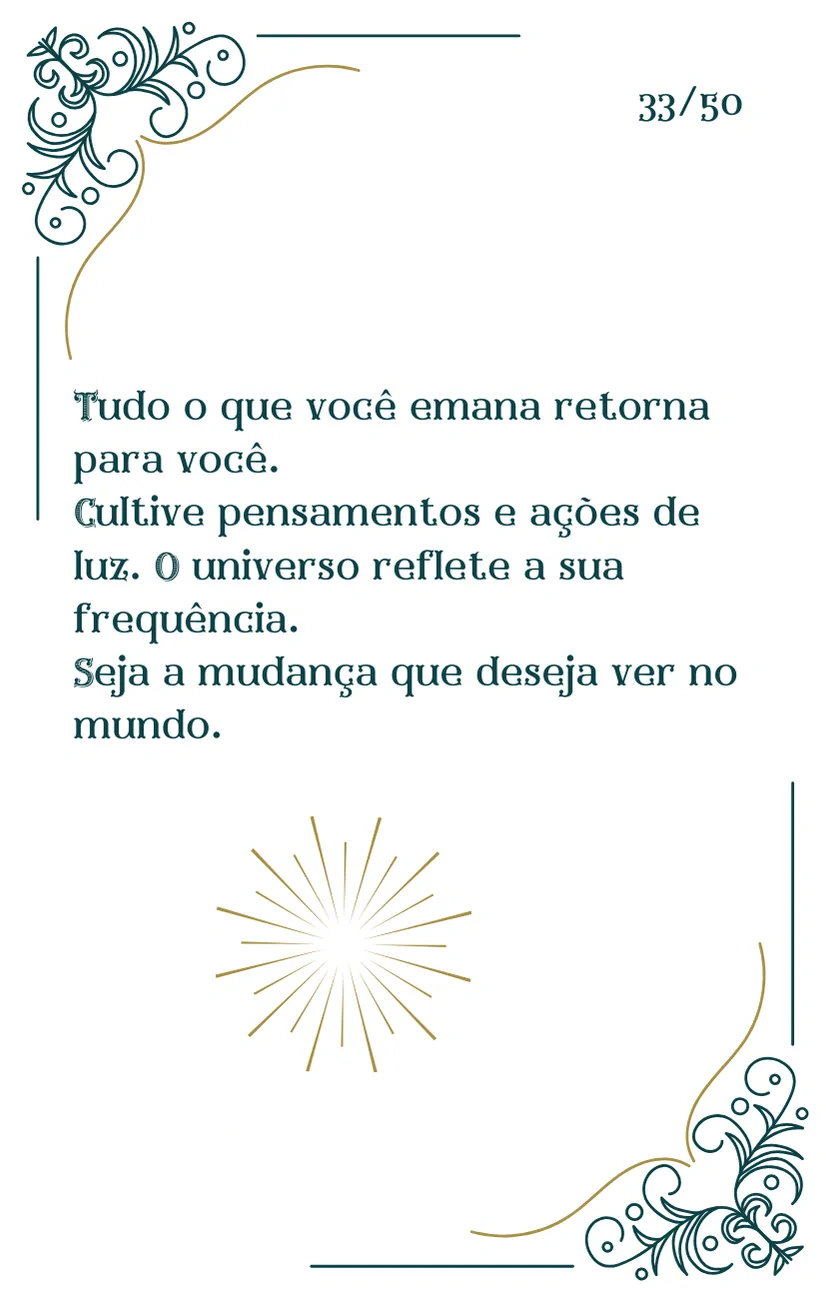 33/50
Tudo o que você emana retorna
para você.
Cultive pensamentos e ações de
luz. O universo reflete a sua
frequência.
Seja a mudança que deseja ver no
mundo.